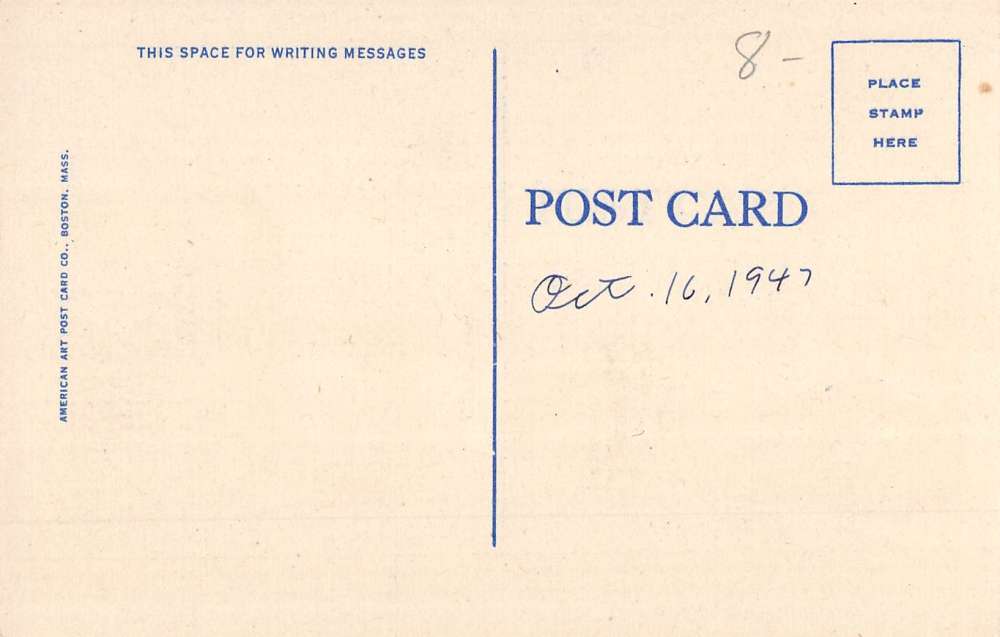 THIS SPACE FOR WRITING MESSAGES
8-
PLACE
STAMP
HERE
AMERICAN ART POST CARD CO., BOSTON, MASS.
POST CARD
Oct. 16, 1947